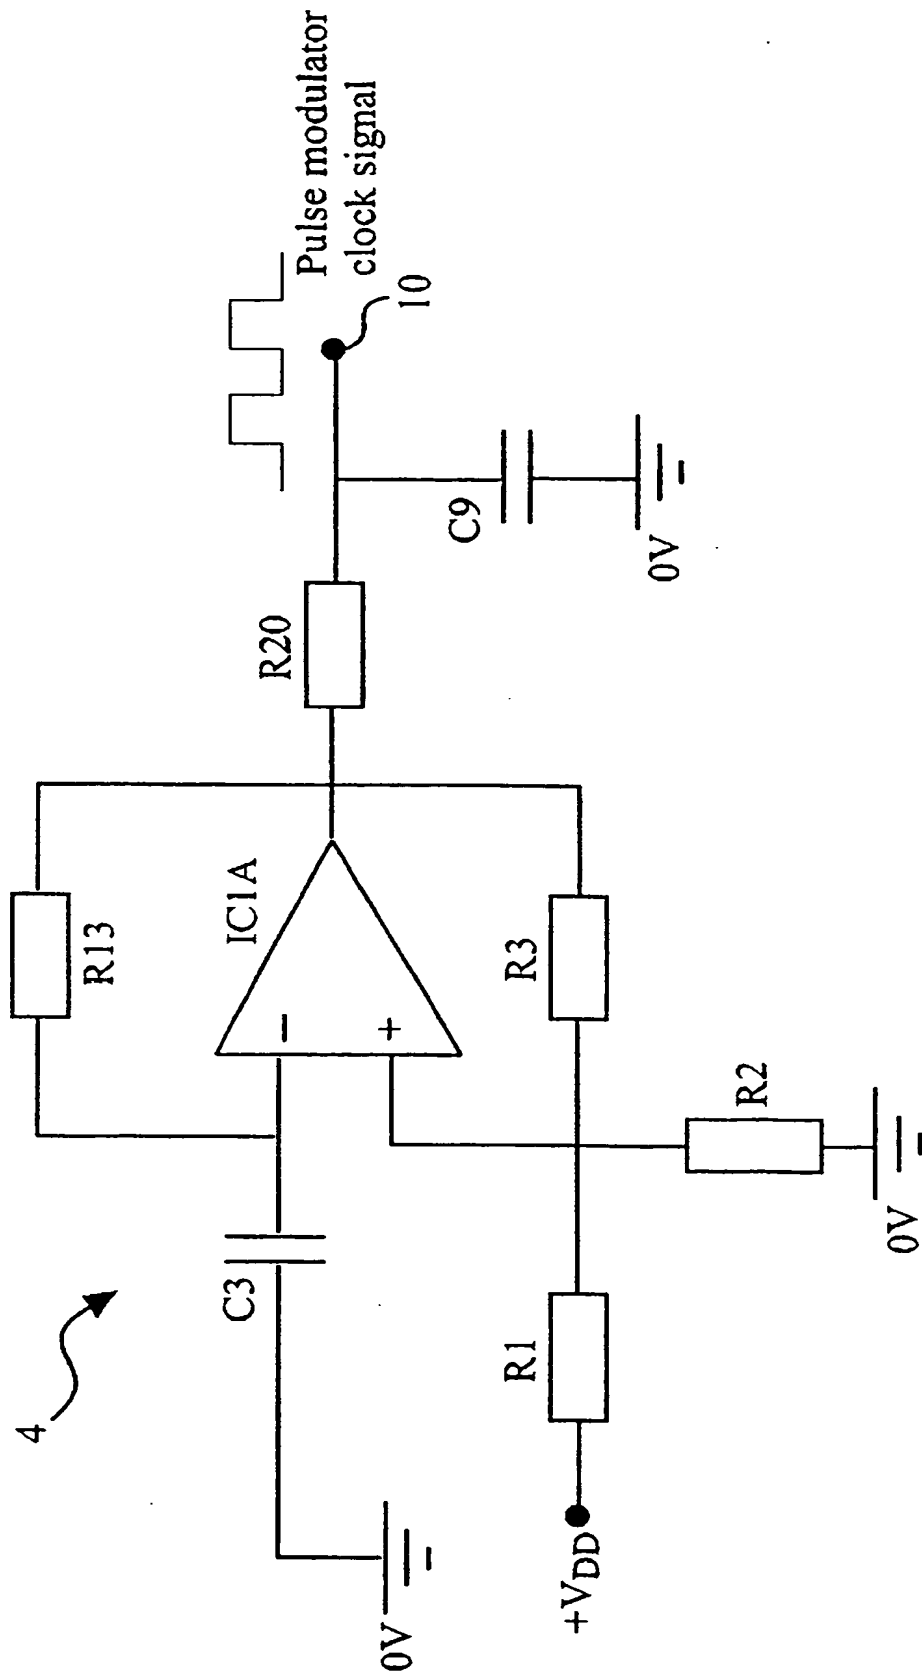 4
R13
Pulse modulator
clock signal
C3
−
IC1A
R20
10
+
0V
C9
R1
R3
+VDD
R2
0V
0V